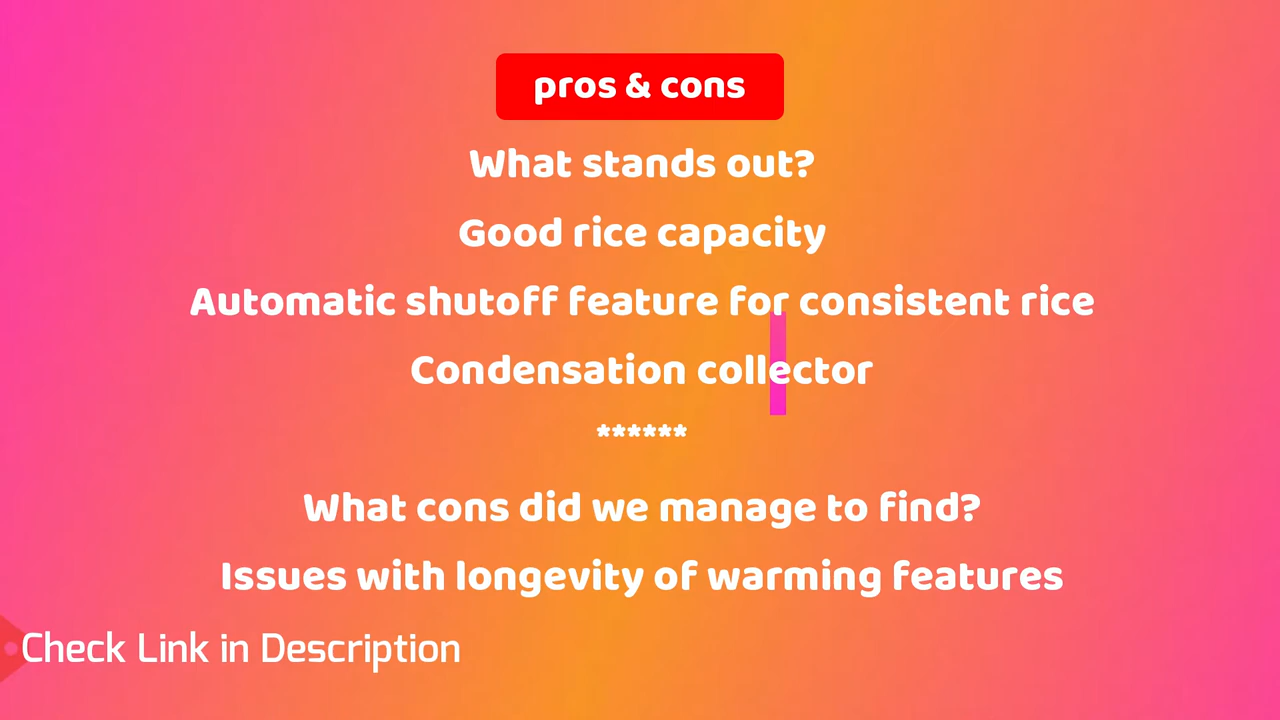 pros & cons
What stands out?
Good rice capacity
Automatic shutoff feature for consistent rice
Condensation collector
******
What cons did we manage to find?
Issues with longevity of warming features
Check Link in Description